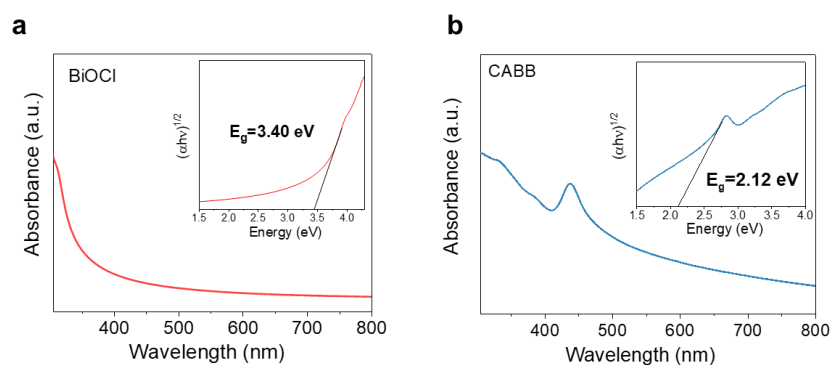 a
BiOCl
Absorbance (a.u.)
Wavelength (nm)
400
500
600
700
800
(αhν)1/2
Eg=3.40 eV
1.5
2.0
2.5
3.0
3.5
4.0
Energy (eV)
b
CABB
Absorbance (a.u.)
Wavelength (nm)
400
500
600
700
800
(αhν)1/2
Eg=2.12 eV
1.5
2.0
2.5
3.0
3.5
4.0
Energy (eV)